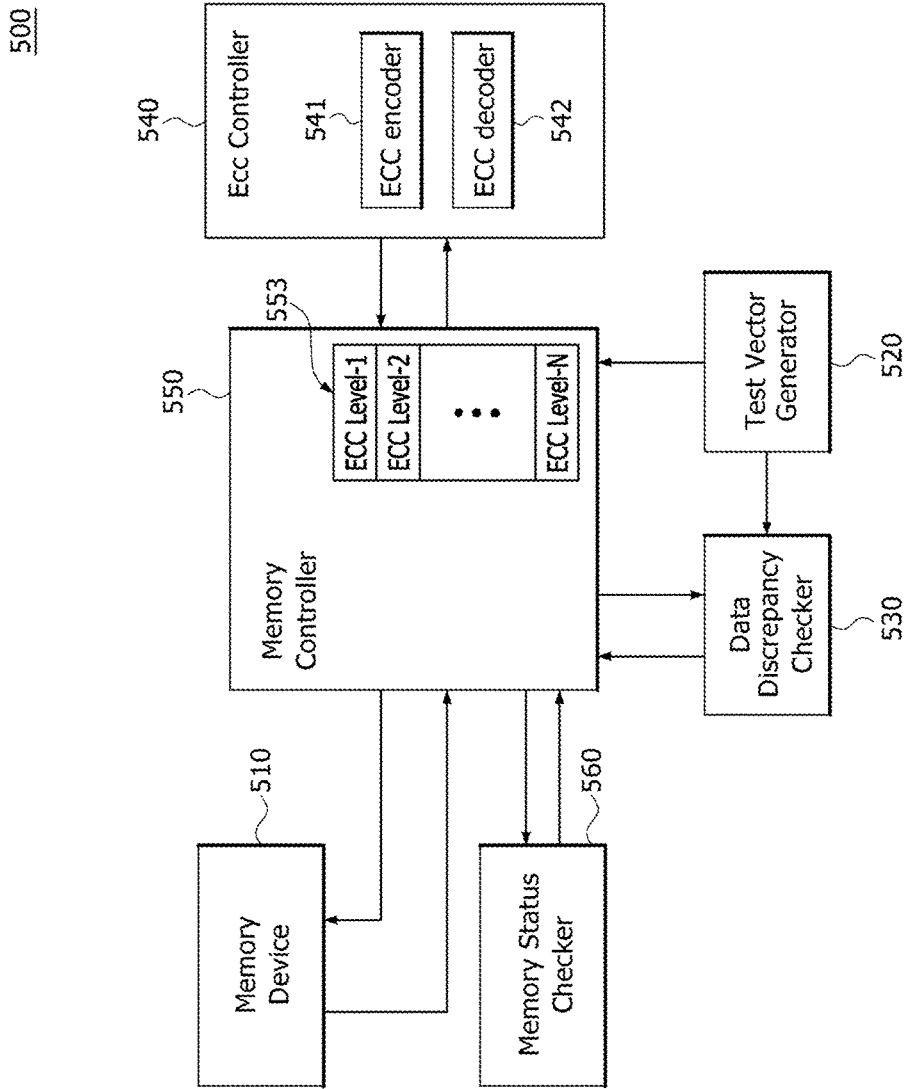 500
540
550
510
Ecc Controller
Memory
Device
Memory
Controller
553
541
ECC encoder
ECC Level-1
ECC Level-2
ECC Level-N
ECC decoder
542
Memory Status
Checker
560
Data
Discrepancy
Checker
530
Test Vector
Generator
520